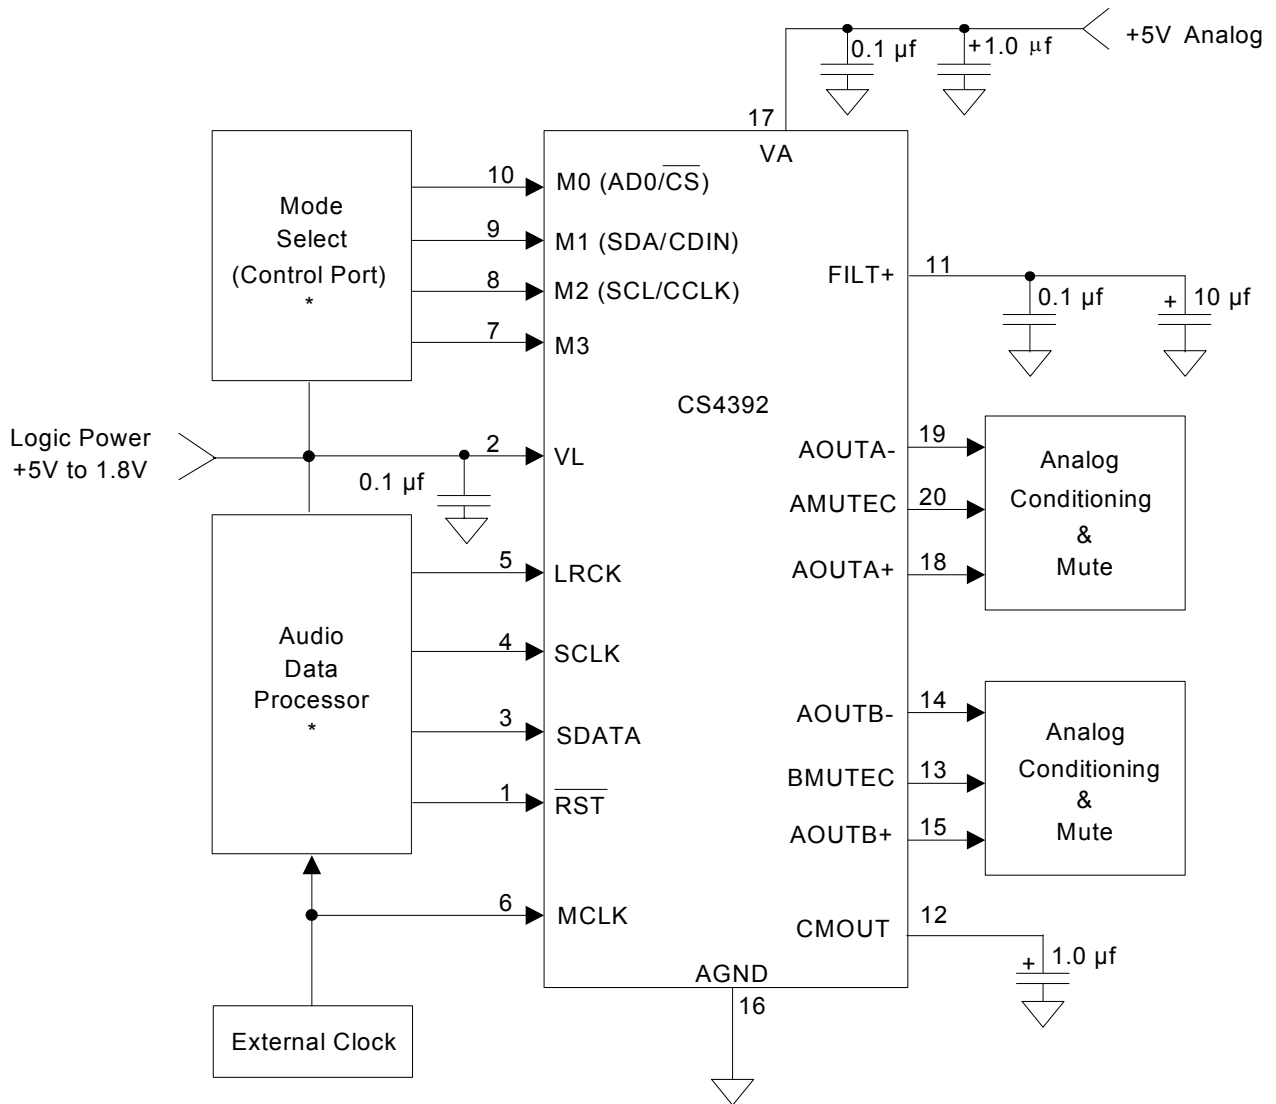 0.1 µf
+1.0 µf
+5V Analog
17
VA
Mode
Select
(Control Port)
*
10
M0 (AD0/CS)
9
M1 (SDA/CDIN)
8
M2 (SCL/CCLK)
7
M3
FILT+
11
0.1 µf
+ 10 µf
CS4392
Logic Power
+5V to 1.8V
2
VL
0.1 µf
AOUTA-
19
AMUTEC
20
AOUTA+
18
Analog
Conditioning
&
Mute
Audio
Data
Processor
*
5
LRCK
4
SCLK
3
SDATA
1
RST
AOUTB-
14
BMUTEC
13
AOUTB+
15
Analog
Conditioning
&
Mute
6
MCLK
CMOUT
12
+ 1.0 µf
AGND
16
External Clock